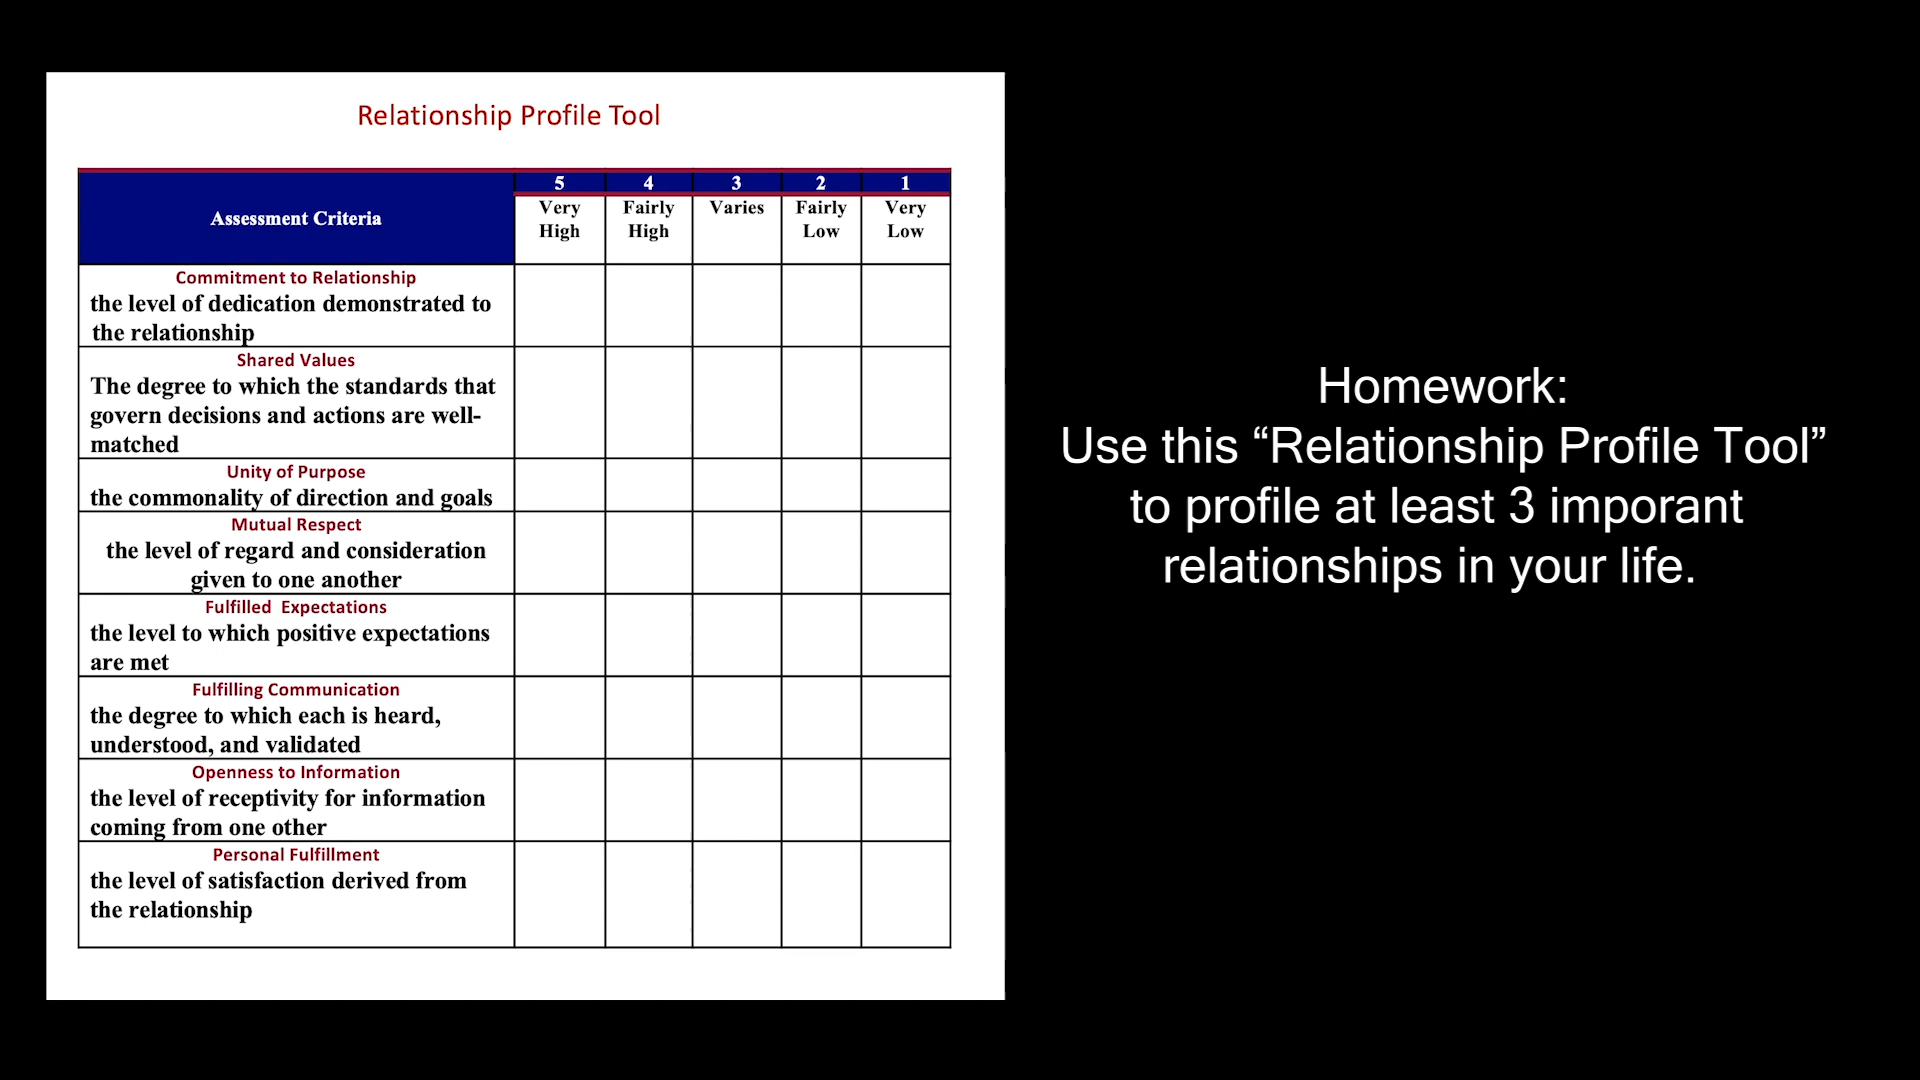 Relationship Profile Tool
Assessment Criteria
5 4 3 2 1
Very Fairly Varies Fairly Very
High High Low Low
Commitment to Relationship
the level of dedication demonstrated to
the relationship
Shared Values
The degree to which the standards that
govern decisions and actions are well-
matched
Unity of Purpose
the commonality of direction and goals
Mutual Respect
the level of regard and consideration
given to one another
Fulfilled Expectations
the level to which positive expectations
are met
Fulfilling Communication
the degree to which each is heard,
understood, and validated
Openness to Information
the level of receptivity for information
coming from one other
Personal Fulfillment
the level of satisfaction derived from
the relationship
Homework:
Use this “Relationship Profile Tool”
to profile at least 3 imporant
relationships in your life.